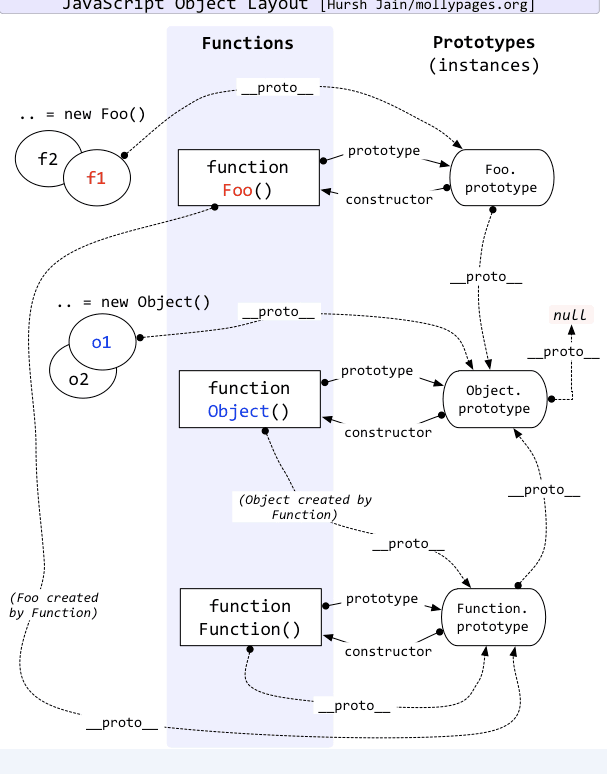 JavaScript Object Layout [Hursh Jain/mollypages.org]
Functions
Prototypes
(instances)
__proto__
.. = new Foo()
f2
f1
function
Foo()
prototype
constructor
Foo.
prototype
__proto__
.. = new Object()
__proto__
null
__proto__
o1
o2
function
Object()
prototype
constructor
Object.
prototype
(Object created by
Function)
__proto__
__proto__
(Foo created
by Function)
function
Function()
prototype
constructor
Function.
prototype
__proto__
__proto__